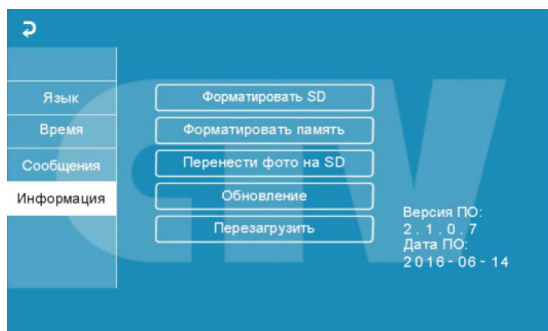 Язык
Время
Сообщения
Информация
Форматировать SD
Форматировать память
Перенести фото на SD
Обновление
Перезагрузить
Версия ПО:
2.1.0.7
Дата ПО:
2016-06-14